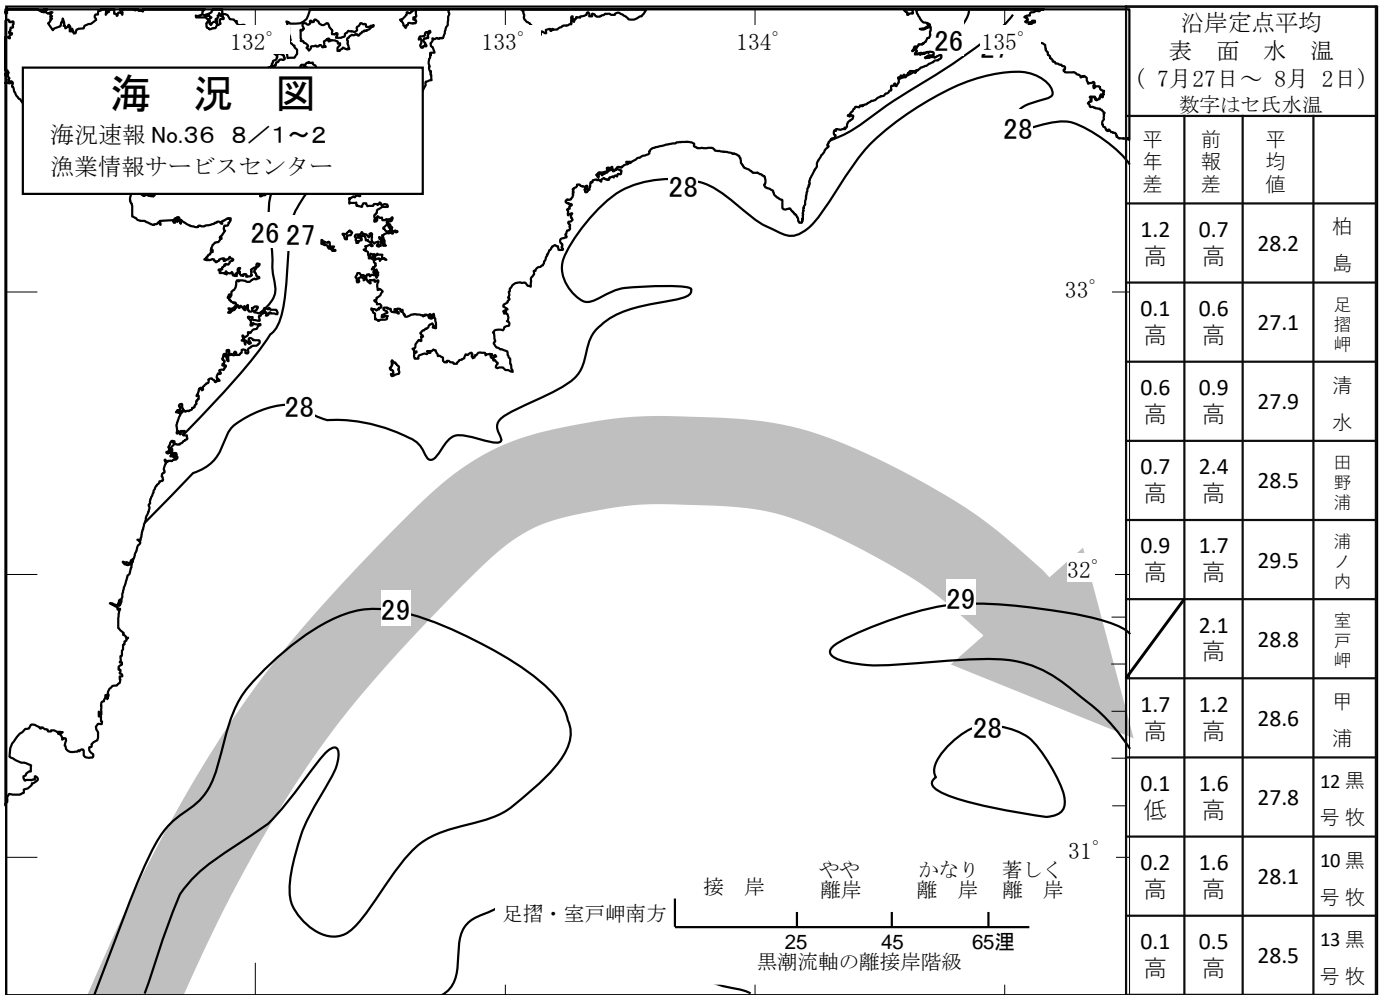 132°
133°
134°
135°
海況図
海況速報 No.36 8／1～2
漁業情報サービスセンター
26
27
28
28
26 27
28
33°
28
32°
29
29
28
31°
接岸
やや離岸
かなり離岸
著しく離岸
足摺・室戸岬南方
25 45 65浬
黒潮流軸の離接岸階級
沿岸定点平均
表面水温
( 7月27日～ 8月 2日)
数字はセ氏水温
平年差 前報差 平均値
1.2高 0.7高 28.2 柏島
0.1高 0.6高 27.1 足摺岬
0.6高 0.9高 27.9 清水
0.7高 2.4高 28.5 田野浦
0.9高 1.7高 29.5 浦ノ内
2.1高 28.8 室戸岬
1.7高 1.2高 28.6 甲浦
0.1低 1.6高 27.8 12号黒牧
0.2高 1.6高 28.1 10号黒牧
0.1高 0.5高 28.5 13号黒牧